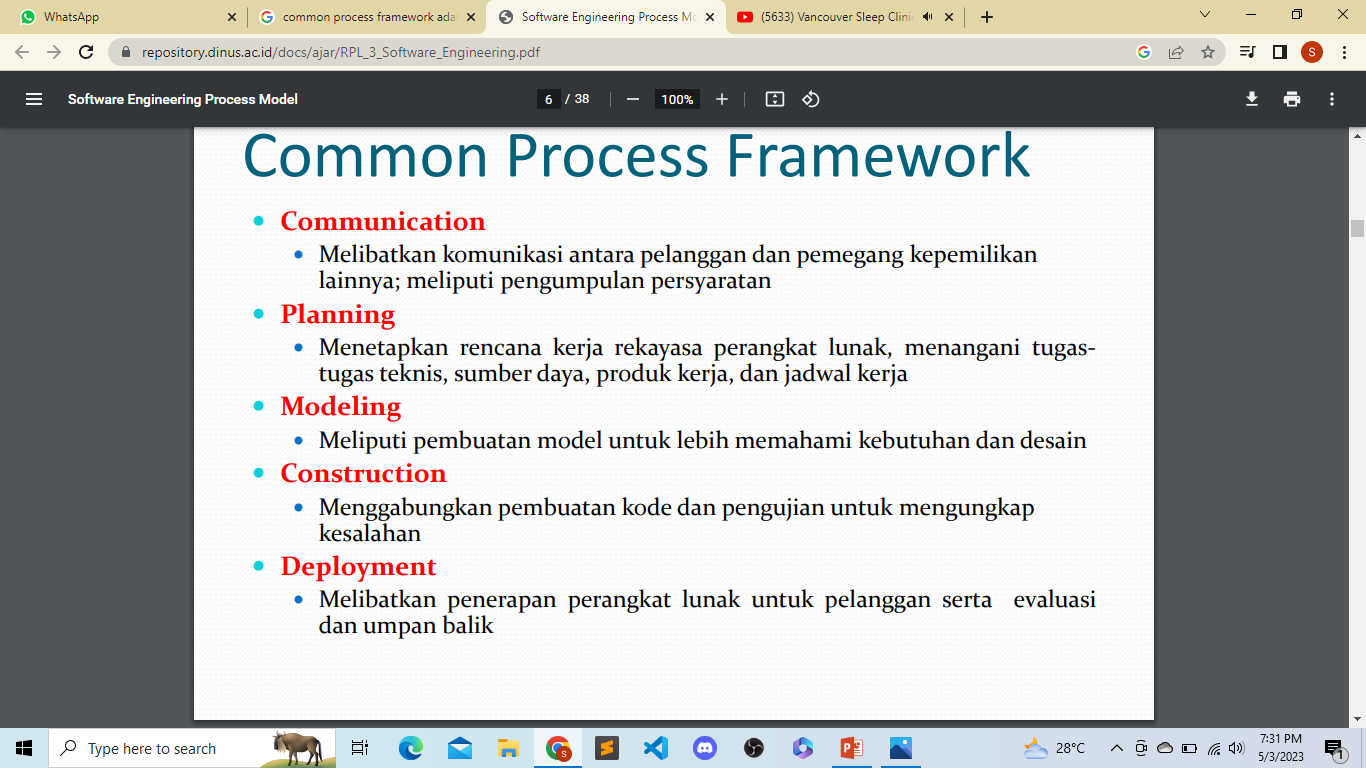 WhatsApp
common process framework ada
Software Engineering Process Mo
(5633) Vancouver Sleep Clinic
repository.dinus.ac.id/docs/ajar/RPL_3_Software_Engineering.pdf
S
Software Engineering Process Model
6 / 38
100%
Common Process Framework
Communication
Melibatkan komunikasi antara pelanggan dan pemegang kepemilikan
lainnya; meliputi pengumpulan persyaratan
Planning
Menetapkan rencana kerja rekayasa perangkat lunak, menangani tugas-
tugas teknis, sumber daya, produk kerja, dan jadwal kerja
Modeling
Meliputi pembuatan model untuk lebih memahami kebutuhan dan desain
Construction
Menggabungkan pembuatan kode dan pengujian untuk mengungkap
kesalahan
Deployment
Melibatkan penerapan perangkat lunak untuk pelanggan serta evaluasi
dan umpan balik
Type here to search
28°C
7:31 PM
5/3/2023
1